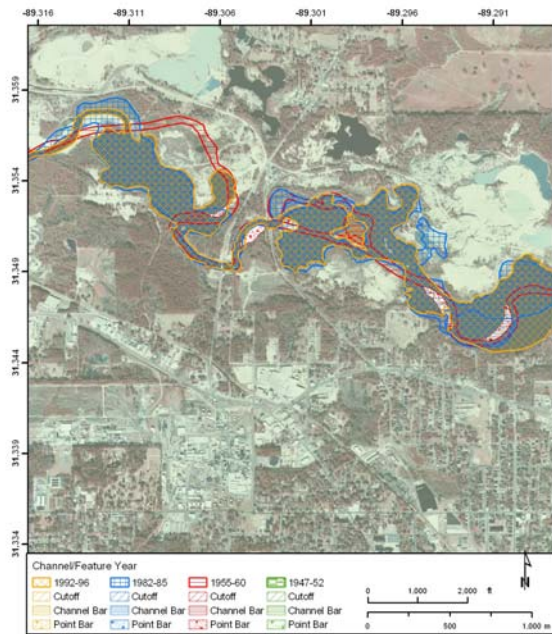 -89.316 -89.311 -89.306 -89.301 -89.296 -89.291
31.359
31.354
31.349
31.344
31.339
31.334
Channel/Feature Year
1992-96 1982-85 1955-60 1947-52
Cutoff Cutoff Cutoff Cutoff
Channel Bar Channel Bar Channel Bar Channel Bar
Point Bar Point Bar Point Bar Point Bar
N
0 1,000 2,000 ft
0 500 1,000 m